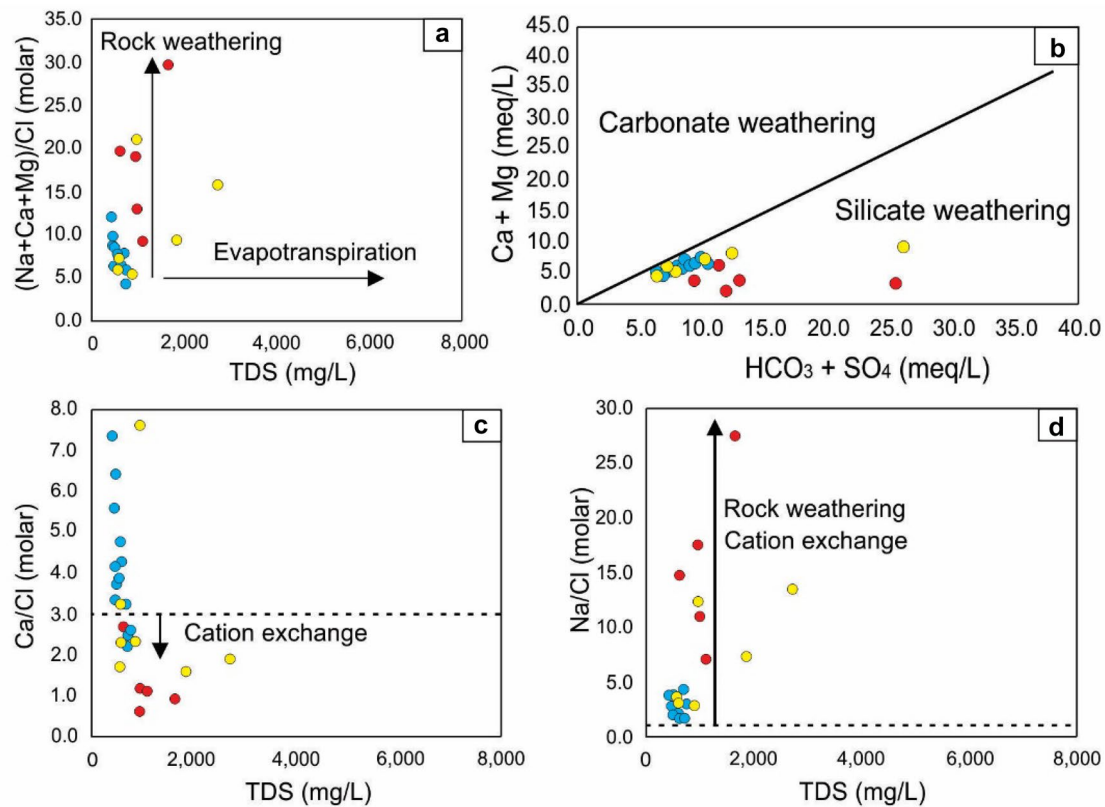 a
(Na+Ca+Mg)/Cl (molar)
35.0
30.0
25.0
20.0
15.0
10.0
5.0
0.0
Rock weathering
Evapotranspiration
0 2,000 4,000 6,000 8,000
TDS (mg/L)
b
Ca + Mg (meq/L)
45.0
40.0
35.0
30.0
25.0
20.0
15.0
10.0
5.0
0.0
Carbonate weathering
Silicate weathering
0.0 5.0 10.0 15.0 20.0 25.0 30.0 35.0 40.0
HCO₃ + SO₄ (meq/L)
c
Ca/Cl (molar)
8.0
7.0
6.0
5.0
4.0
3.0
2.0
1.0
0.0
Cation exchange
0 2,000 4,000 6,000 8,000
TDS (mg/L)
d
Na/Cl (molar)
30.0
25.0
20.0
15.0
10.0
5.0
0.0
Rock weathering
Cation exchange
0 2,000 4,000 6,000 8,000
TDS (mg/L)